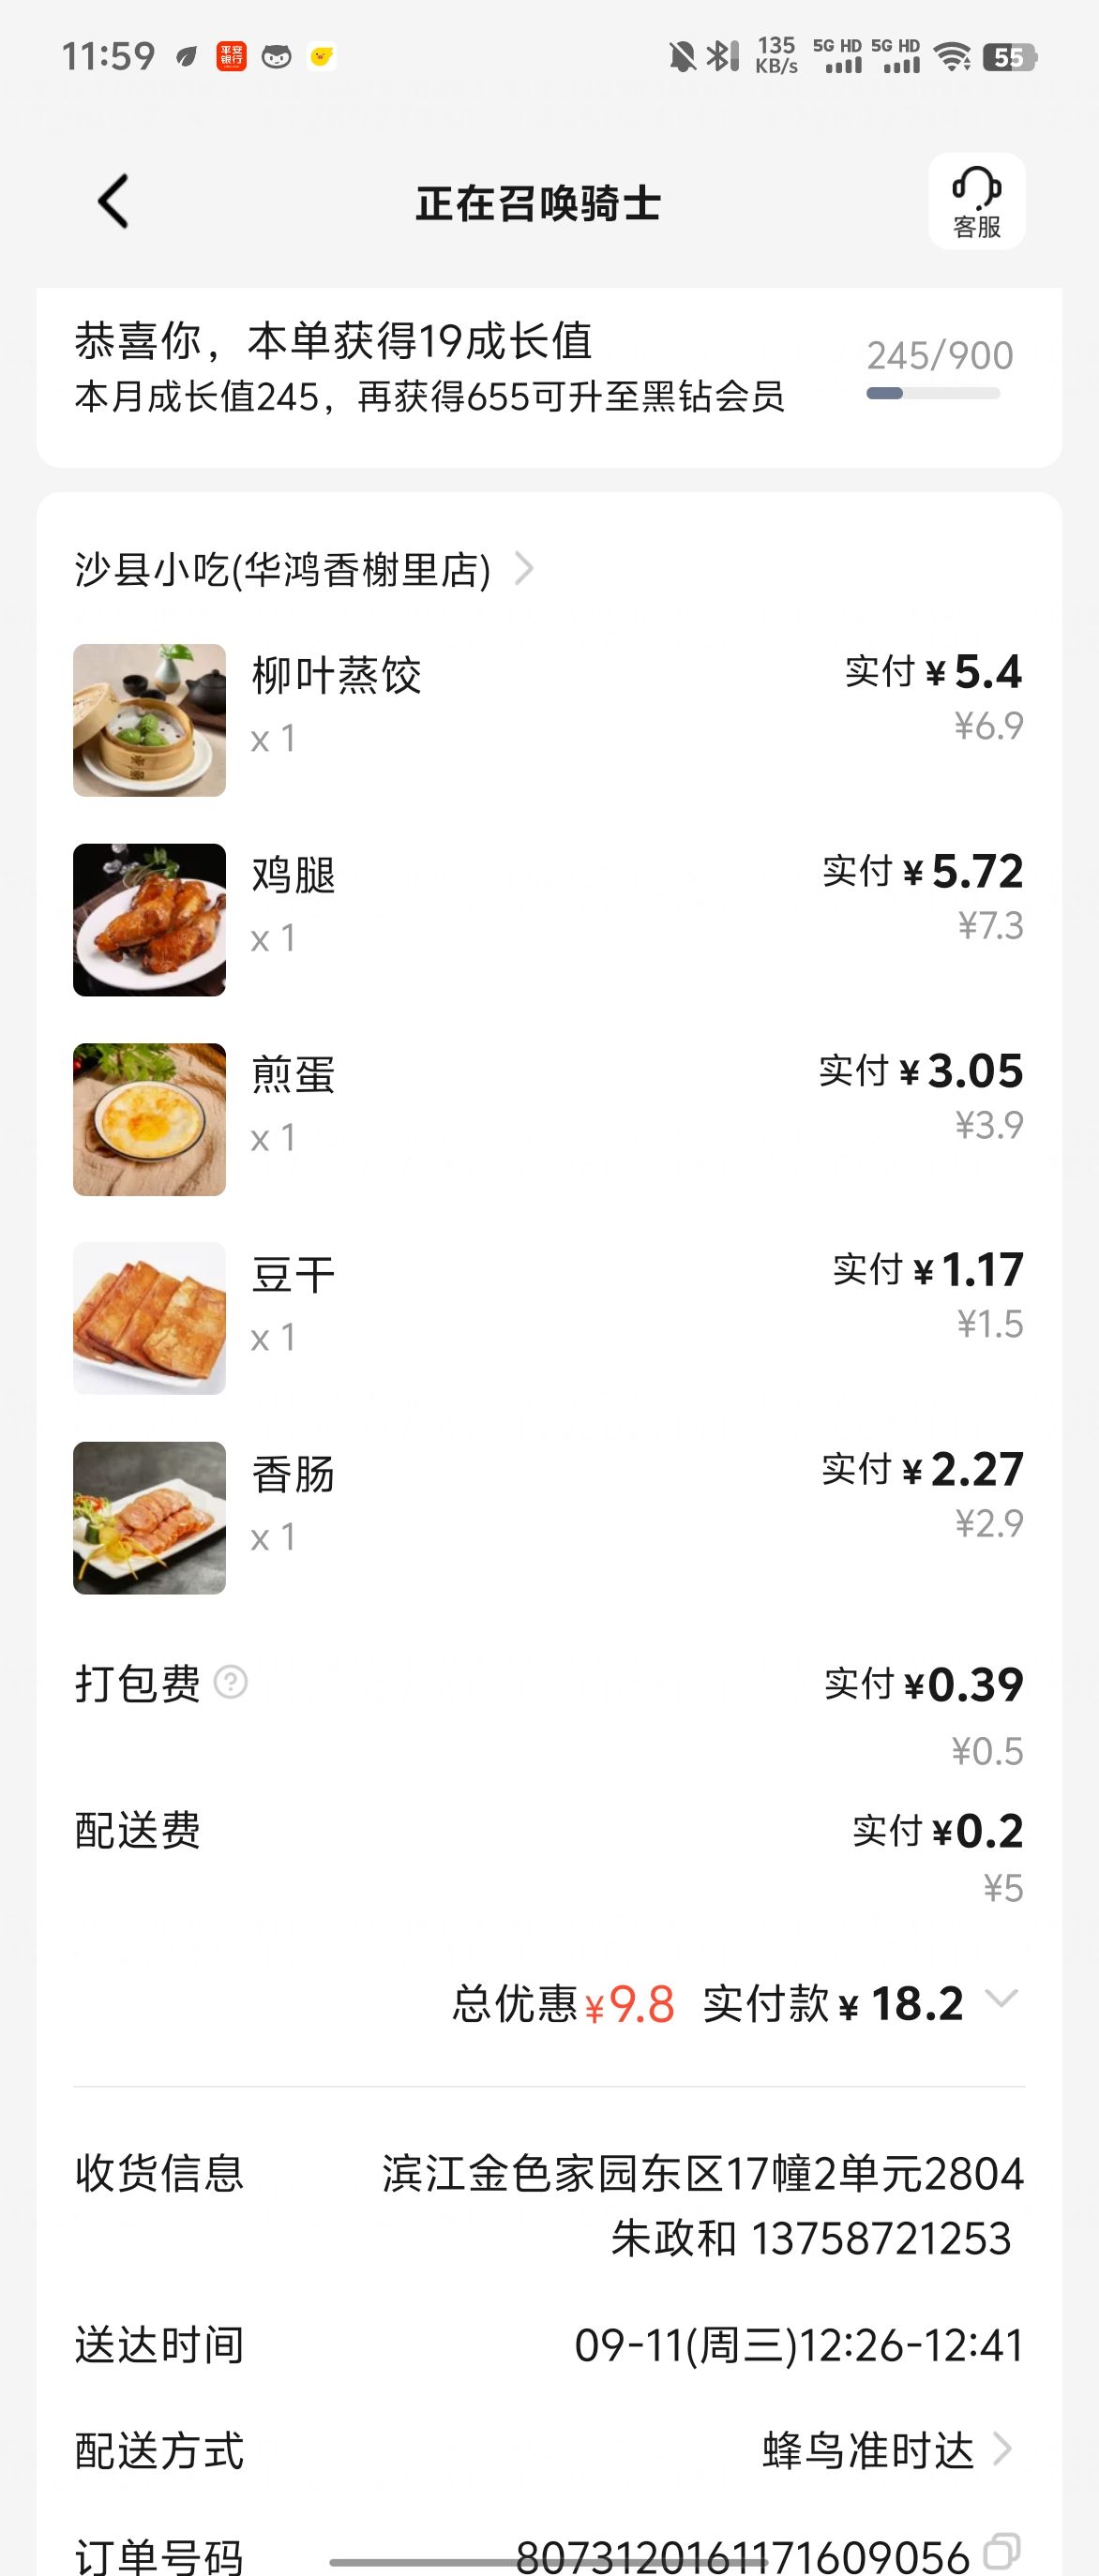 11:59
平安
银行
135
KB/s
5G HD
5G HD
55
正在召唤骑士
客服
恭喜你，本单获得19成长值
245/900
本月成长值245，再获得655可升至黑钻会员
沙县小吃(华鸿香榭里店)
柳叶蒸饺
实付 ¥ 5.4
x 1
¥6.9
鸡腿
实付 ¥ 5.72
x 1
¥7.3
煎蛋
实付 ¥ 3.05
x 1
¥3.9
豆干
实付 ¥ 1.17
x 1
¥1.5
香肠
实付 ¥ 2.27
x 1
¥2.9
打包费 ?
实付 ¥0.39
¥0.5
配送费
实付 ¥0.2
¥5
总优惠¥9.8 实付款¥ 18.2
收货信息
滨江金色家园东区17幢2单元2804
朱政和 13758721253
送达时间
09-11(周三)12:26-12:41
配送方式
蜂鸟准时达
订单号码
8073120161171609056